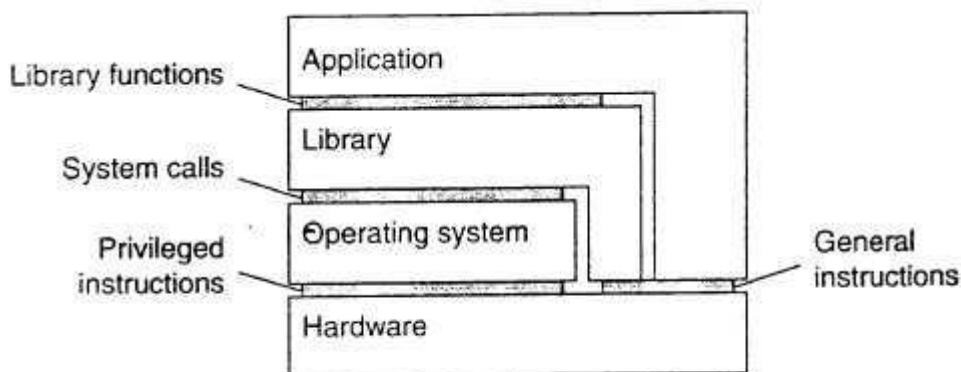 Application
Library functions
Library
System calls
Operating system
Privileged
instructions
General
instructions
Hardware